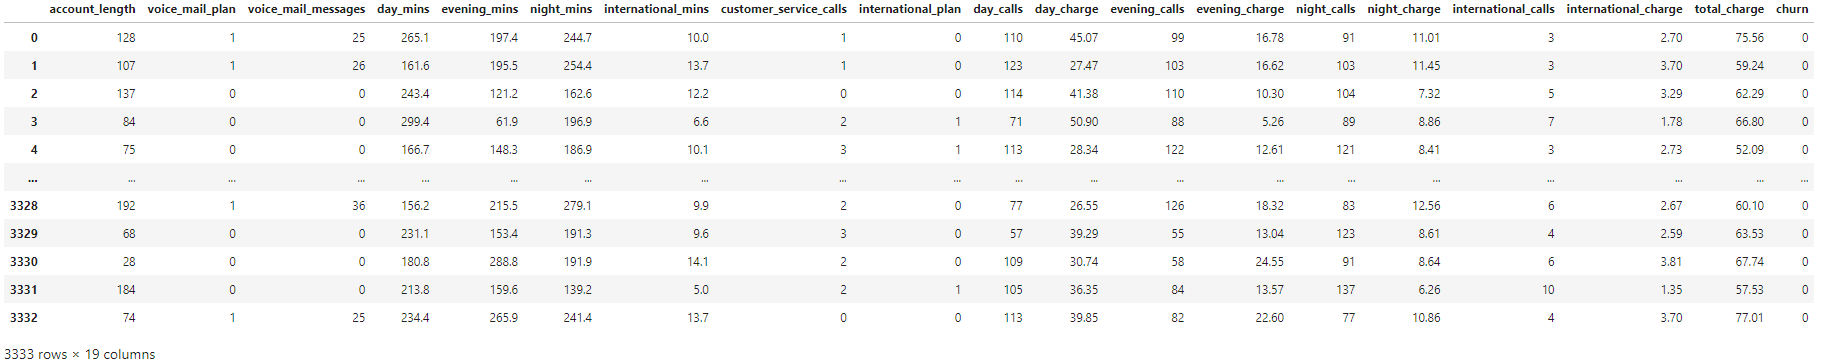 account_length voice_mail_plan voice_mail_messages day_mins evening_mins night_mins international_mins customer_service_calls international_plan day_calls day_charge evening_calls evening_charge night_calls night_charge international_calls international_charge total_charge churn
0 128 1 25 265.1 197.4 244.7 10.0 1 0 110 45.07 99 16.78 91 11.01 3 2.70 75.56 0
1 107 1 26 161.6 195.5 254.4 13.7 1 0 123 27.47 103 16.62 103 11.45 3 3.70 59.24 0
2 137 0 0 243.4 121.2 162.6 12.2 0 0 114 41.38 110 10.30 104 7.32 5 3.29 62.29 0
3 84 0 0 299.4 61.9 196.9 6.6 2 1 71 50.90 88 5.26 89 8.86 7 1.78 66.80 0
4 75 0 0 166.7 148.3 186.9 10.1 3 1 113 28.34 122 12.61 121 8.41 3 2.73 52.09 0
... ... ... ... ... ... ... ... ... ... ... ... ... ... ... ... ... ... ... ...
3328 192 1 36 156.2 215.5 279.1 9.9 2 0 77 26.55 126 18.32 83 12.56 6 2.67 60.10 0
3329 68 0 0 231.1 153.4 191.3 9.6 3 0 57 39.29 55 13.04 123 8.61 4 2.59 63.53 0
3330 28 0 0 180.8 288.8 191.9 14.1 2 0 109 30.74 58 24.55 91 8.64 6 3.81 67.74 0
3331 184 0 0 213.8 159.6 139.2 5.0 2 1 105 36.35 84 13.57 137 6.26 10 1.35 57.53 0
3332 74 1 25 234.4 265.9 241.4 13.7 0 0 113 39.85 82 22.60 77 10.86 4 3.70 77.01 0
3333 rows × 19 columns